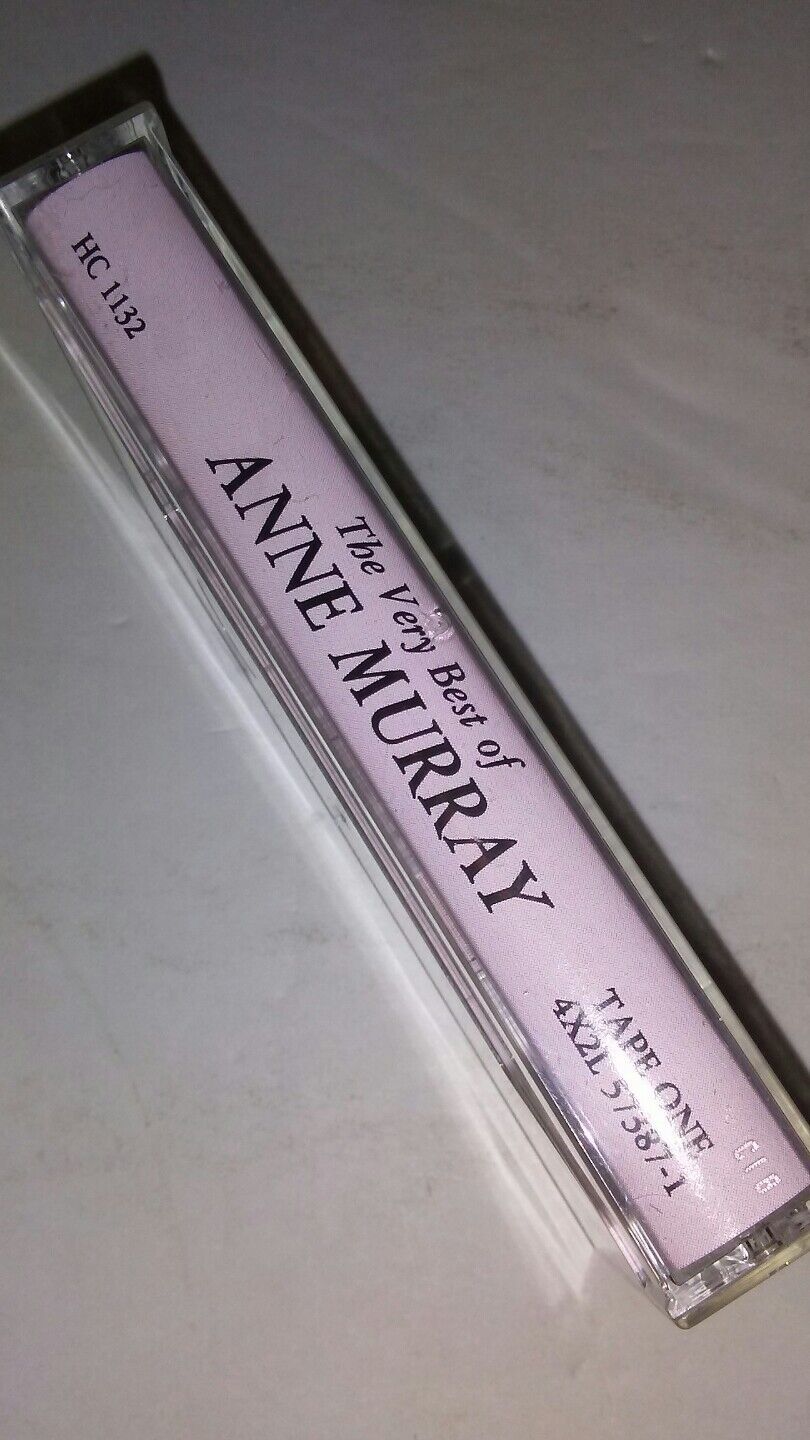 HC 1132
The Very Best of
ANNE MURRAY
TAPE ONE
4X2L 57387-1